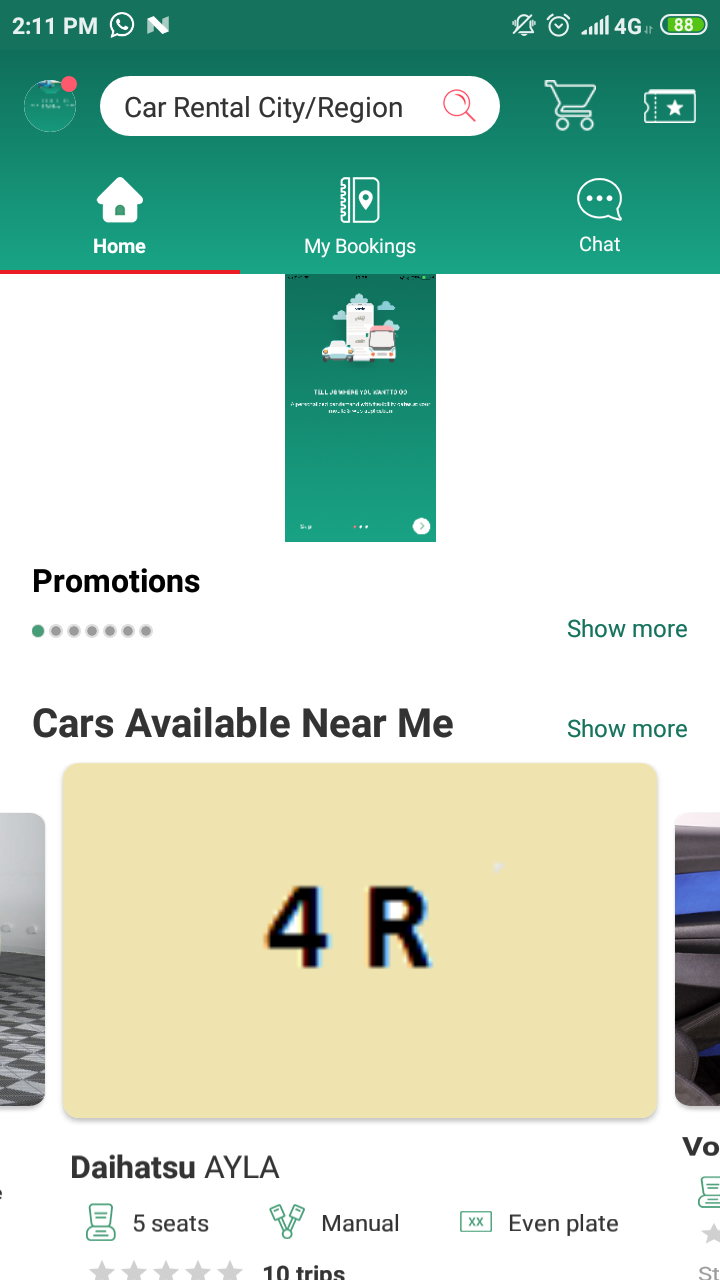 2:11 PM
4G
88
Car Rental City/Region
Home
My Bookings
Chat
TELL US WHERE YOU WANT TO GO
Promotions
Show more
Cars Available Near Me
Show more
4 R
Daihatsu AYLA
Vo
5 seats
Manual
XX
Even plate
10 trips
St